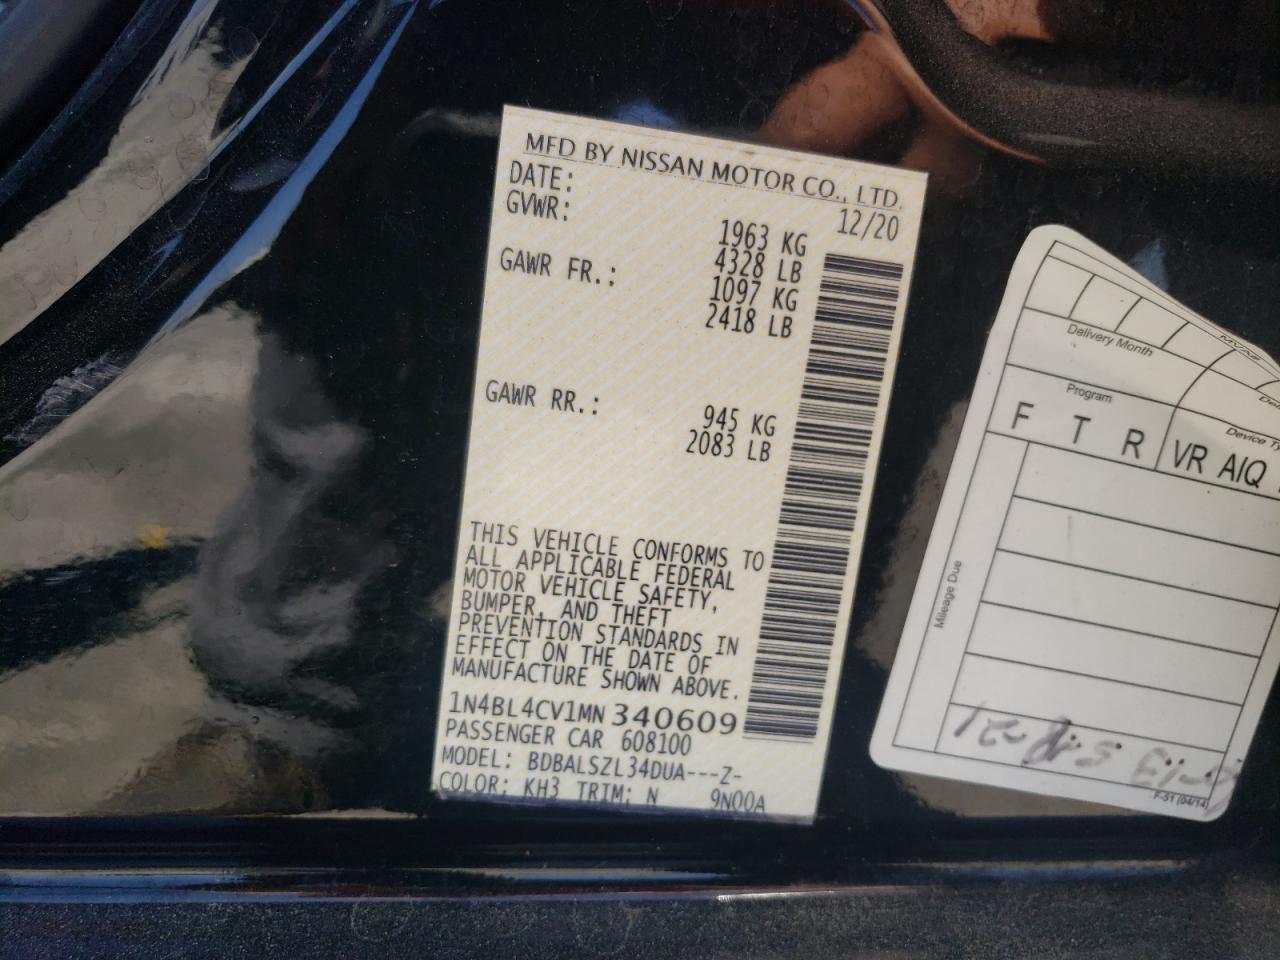 MFD BY NISSAN MOTOR CO., LTD.
DATE: 12/20
GVWR: 1963 KG
4328 LB
GAWR FR.: 1097 KG
2418 LB
GAWR RR.: 945 KG
2083 LB
THIS VEHICLE CONFORMS TO
ALL APPLICABLE FEDERAL
MOTOR VEHICLE SAFETY,
BUMPER, AND THEFT
PREVENTION STANDARDS IN
EFFECT ON THE DATE OF
MANUFACTURE SHOWN ABOVE.
1N4BL4CV1MN340609
PASSENGER CAR 608100
MODEL: BDBALSZL34DUA---Z-
COLOR: KH3 TRIM: N 9N00A
Delivery Month
Program
Device
F T R VR AIQ
Mileage Due
F-51 (04/14)